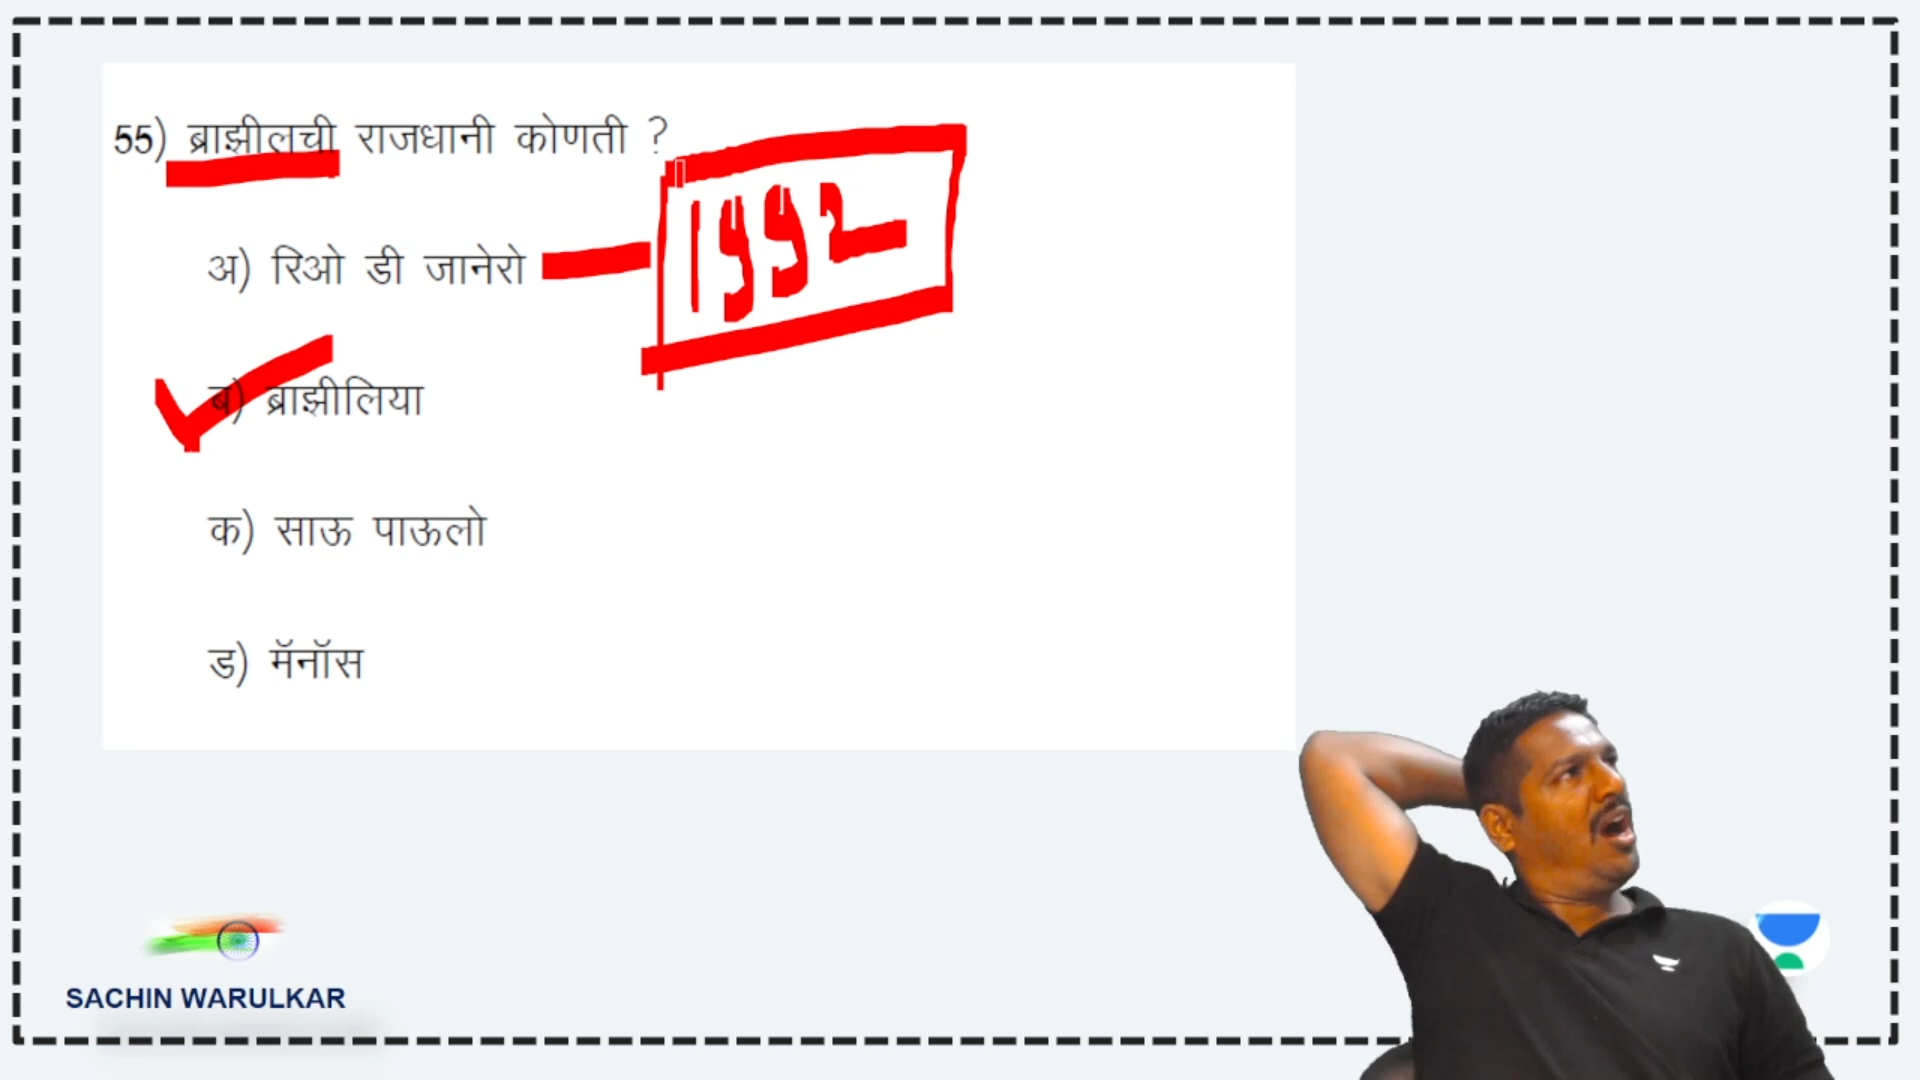 55) ब्राझीलची राजधानी कोणती ?
1992
अ) रिओ डी जानेरो
ब) ब्राझीलिया
क) साऊ पाऊलो
ड) मॅनॉस
SACHIN WARULKAR